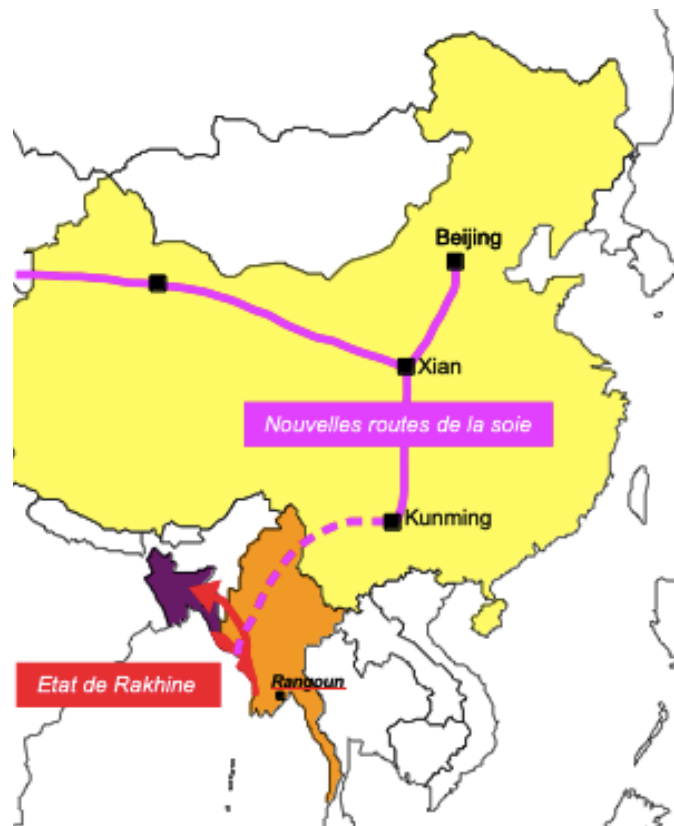 Beijing
Xian
Nouvelles routes de la soie
Kunming
Etat de Rakhine
Rangoun